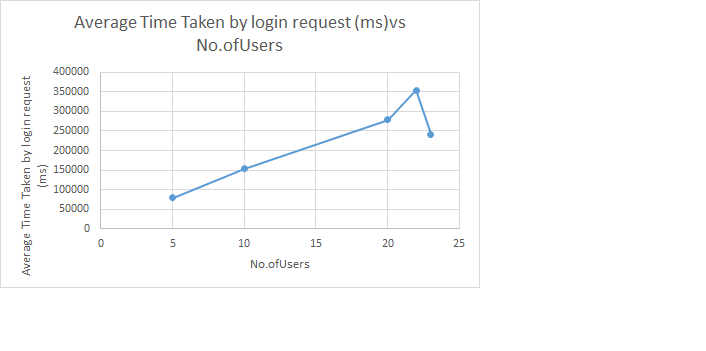 Average Time Taken by login request (ms)vs
No.ofUsers
Average Time Taken by login request
(ms)
400000
350000
300000
250000
200000
150000
100000
50000
0
0 5 10 15 20 25
No.ofUsers